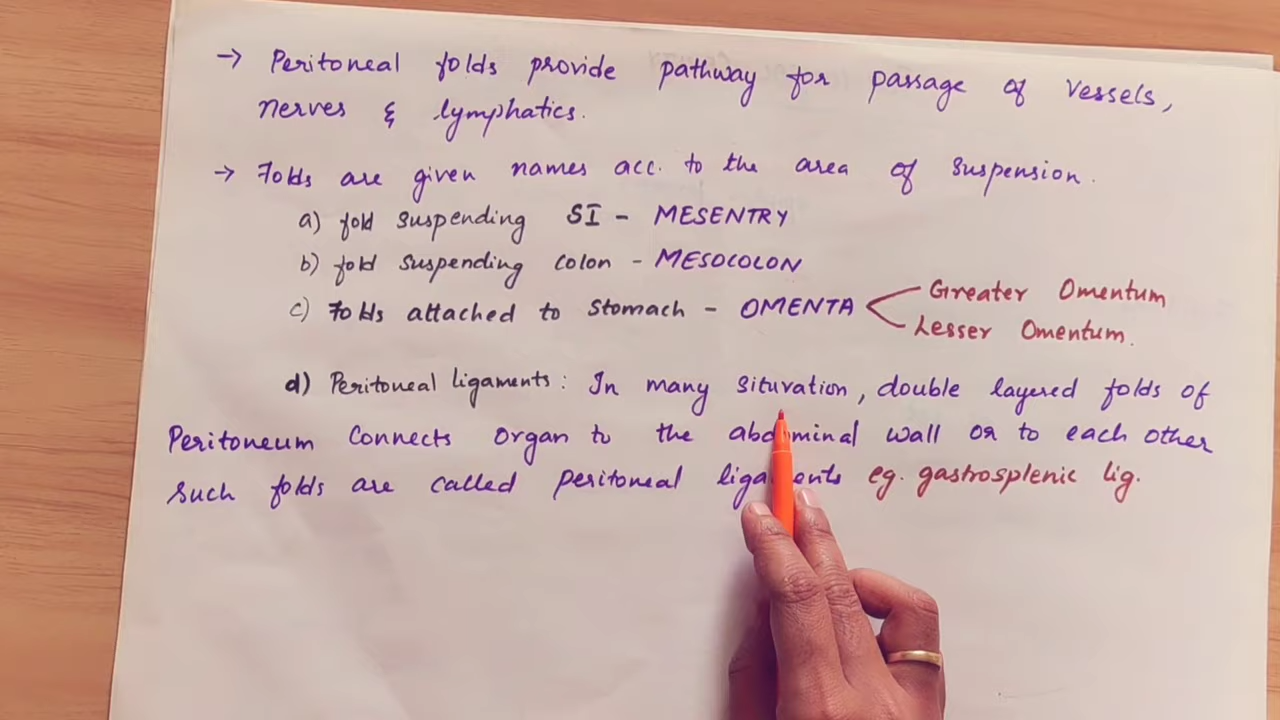 → Peritoneal folds provide pathway for passage of vessels,
nerves & lymphatics.
→ Folds are given names acc. to the area of suspension.
a) fold suspending SI - MESENTRY
b) fold suspending colon - MESOCOLON
c) Folds attached to stomach - OMENTA
Greater Omentum
Lesser Omentum.
d) Peritoneal ligaments: In many situvation, double layered folds of
Peritoneum connects organ to the abdominal wall or to each other
such folds are called peritoneal ligaments eg. gastrosplenic lig.